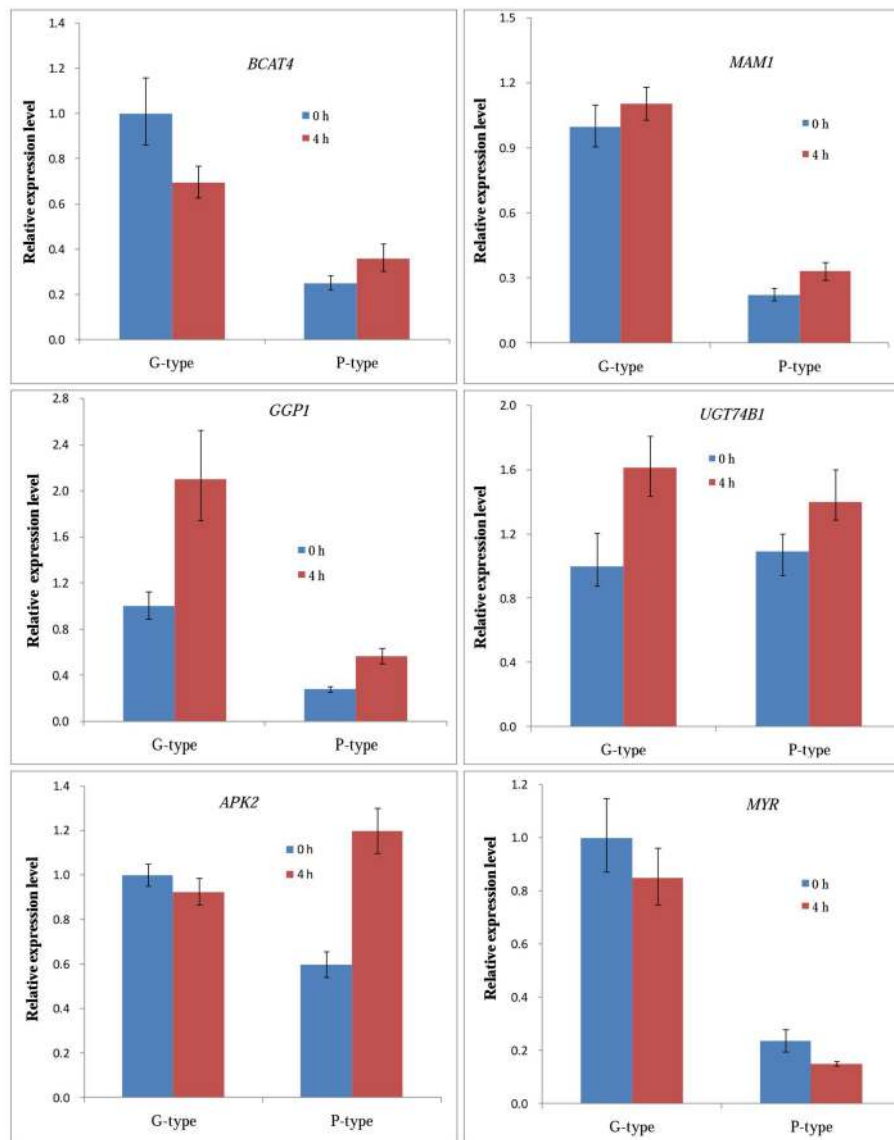 BCAT4
Relative expression level
1.4
1.2
1.0
0.8
0.6
0.4
0.2
0.0
0 h
4 h
G-type
P-type
MAM1
Relative expression level
1.5
1.2
0.9
0.6
0.3
0.0
0 h
4 h
G-type
P-type
GGP1
Relative expression level
2.8
2.4
2.0
1.6
1.2
0.8
0.4
0.0
0 h
4 h
G-type
P-type
UGT74B1
Relative expression level
2.0
1.6
1.2
0.8
0.4
0.0
0 h
4 h
G-type
P-type
APK2
Relative expression level
1.4
1.2
1.0
0.8
0.6
0.4
0.2
0.0
0 h
4 h
G-type
P-type
MYR
Relative expression level
1.2
1.0
0.8
0.6
0.4
0.2
0.0
0 h
4 h
G-type
P-type